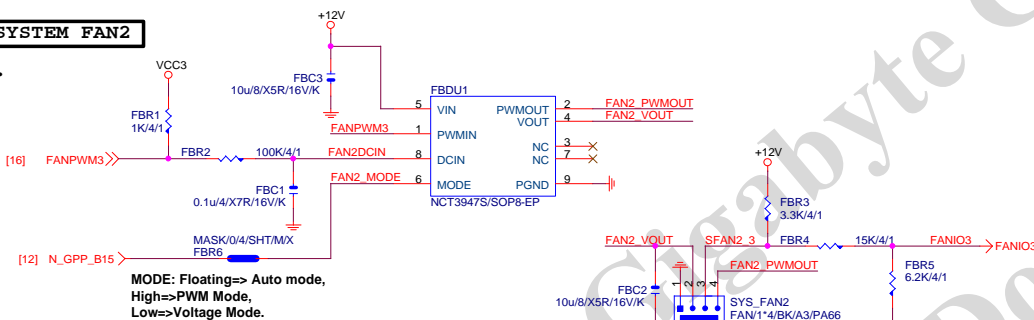 SYSTEM FAN2
+12V
VCC3
FBC3
10u/8/X5R/16V/K
FBR1
1K/4/1
FBDU1
5 VIN
PWMOUT 2 FAN2_PWMOUT
VOUT 4 FAN2_VOUT
FANPWM3 1 PWMIN
NC 3
[16] FANPWM3
FBR2 100K/4/1 FAN2DCIN 8 DCIN
NC 7
FAN2_MODE 6 MODE
PGND 9
NCT3947S/SOP8-EP
FBC1
0.1u/4/X7R/16V/K
MASK/0/4/SHT/M/X
FBR6
[12] N_GPP_B15
MODE: Floating=> Auto mode,
High=>PWM Mode,
Low=>Voltage Mode.
+12V
FBR3
3.3K/4/1
FAN2_VOUT SFAN2_3 FBR4 15K/4/1 FANIO3 FANIO3
FAN2_PWMOUT
FBR5
6.2K/4/1
FBC2
10u/8/X5R/16V/K
1 2 3 4
SYS_FAN2
FAN/1*4/BK/A3/PA66
Gigabyte